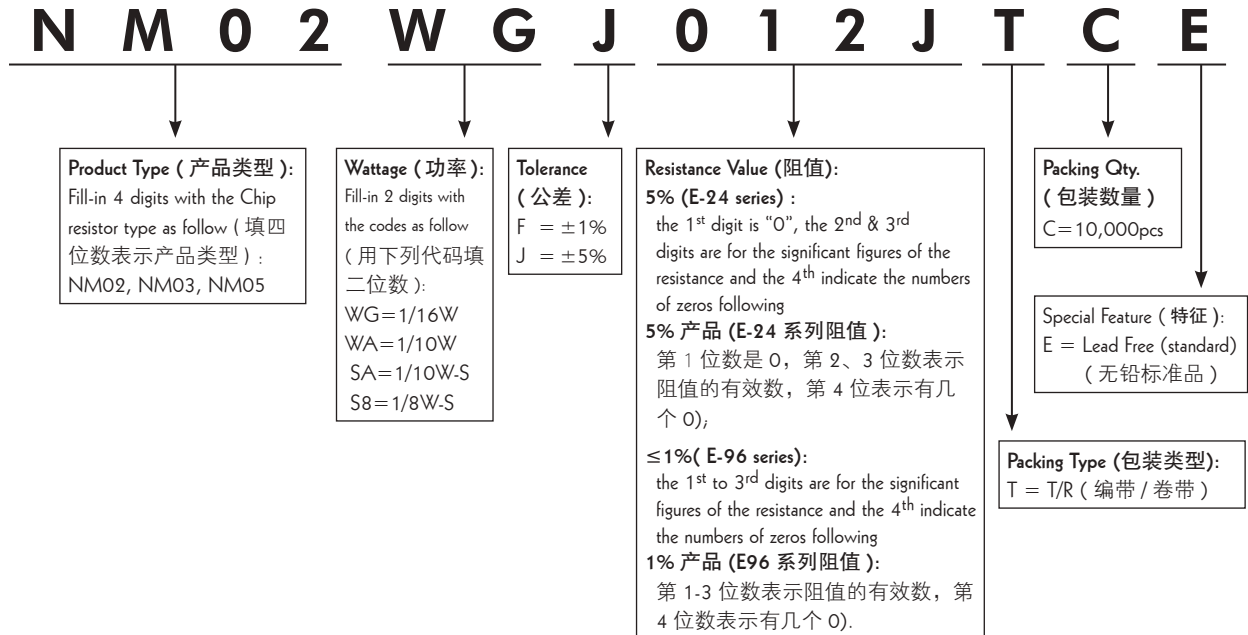 N M 0 2 W G J 0 1 2 J T C E
Product Type ( 产品类型 ):
Fill-in 4 digits with the Chip
resistor type as follow ( 填四
位数表示产品类型 ) :
NM02, NM03, NM05
Wattage ( 功率 ):
Fill-in 2 digits with
the codes as follow
( 用下列代码填
二位数 ):
WG=1/16W
WA=1/10W
SA=1/10W-S
S8=1/8W-S
Tolerance
( 公差 ):
F = ±1%
J = ±5%
Resistance Value (阻值):
5% (E-24 series) :
the 1st digit is “0”, the 2nd & 3rd
digits are for the significant figures of the
resistance and the 4th indicate the numbers
of zeros following
5% 产品 (E-24 系列阻值 ):
第 1 位数是 0，第 2、3 位数表示
阻值的有效数，第 4 位表示有几
个 0);
≤1%( E-96 series):
the 1st to 3rd digits are for the significant
figures of the resistance and the 4th indicate
the numbers of zeros following
1% 产品 (E96 系列阻值 ):
第 1-3 位数表示阻值的有效数，第
4 位数表示有几个 0).
Packing Qty.
( 包装数量 )
C=10,000pcs
Special Feature ( 特征 ):
E = Lead Free (standard)
( 无铅标准品 )
Packing Type (包装类型):
T = T/R ( 编带 / 卷带 )